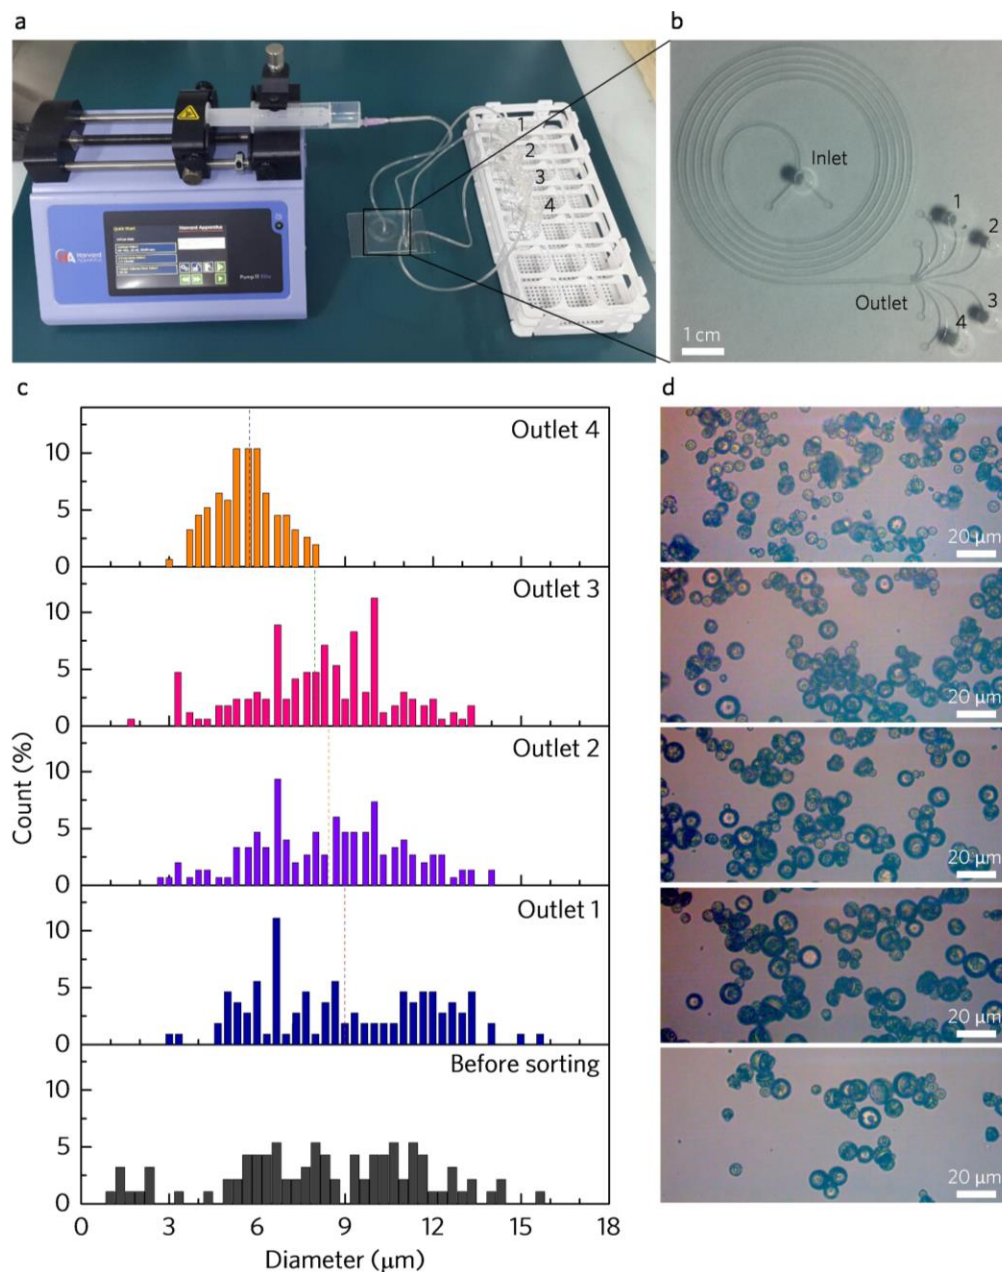 a
b
1
2
3
4
Harvard
Apparatus
Inlet
1
2
Outlet
3
4
1 cm
c
d
Count (%)
Outlet 4
10
5
0
Outlet 3
10
5
0
Outlet 2
10
5
0
Outlet 1
10
5
0
Before sorting
10
5
0
0 3 6 9 12 15 18
Diameter (μm)
20 μm
20 μm
20 μm
20 μm
20 μm